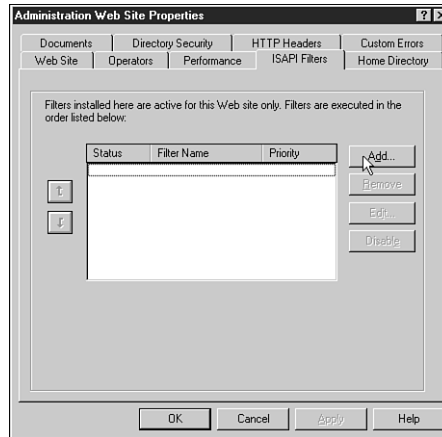 Administration Web Site Properties
Documents Directory Security HTTP Headers Custom Errors
Web Site Operators Performance ISAPI Filters Home Directory
Filters installed here are active for this Web site only. Filters are executed in the
order listed below:
Status Filter Name Priority
Add...
Remove
Edit...
Disable
OK Cancel Apply Help